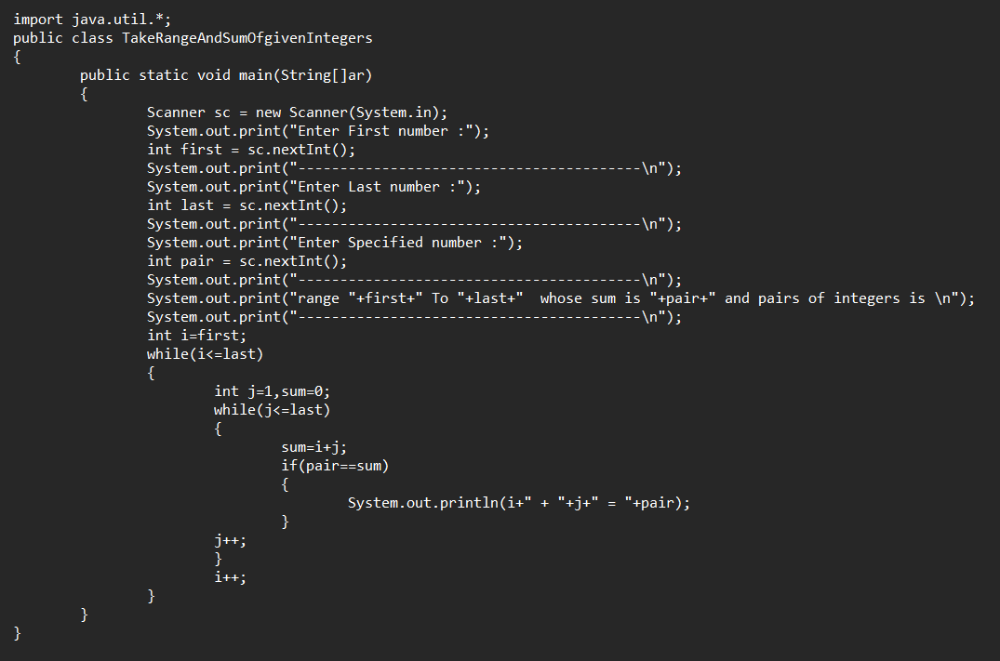 import java.util.*;
public class TakeRangeAndSumOfgivenIntegers
{
        public static void main(String[]ar)
        {
                Scanner sc = new Scanner(System.in);
                System.out.print("Enter First number :");
                int first = sc.nextInt();
                System.out.print("-----------------------------------------\n");
                System.out.print("Enter Last number :");
                int last = sc.nextInt();
                System.out.print("-----------------------------------------\n");
                System.out.print("Enter Specified number :");
                int pair = sc.nextInt();
                System.out.print("-----------------------------------------\n");
                System.out.print("range "+first+" To "+last+"  whose sum is "+pair+" and pairs of integers is \n");
                System.out.print("-----------------------------------------\n");
                int i=first;
                while(i<=last)
                {
                        int j=1,sum=0;
                        while(j<=last)
                        {
                                sum=i+j;
                                if(pair==sum)
                                {
                                        System.out.println(i+" + "+j+" = "+pair);
                                }
                        j++;
                        }
                        i++;
                }
        }
}